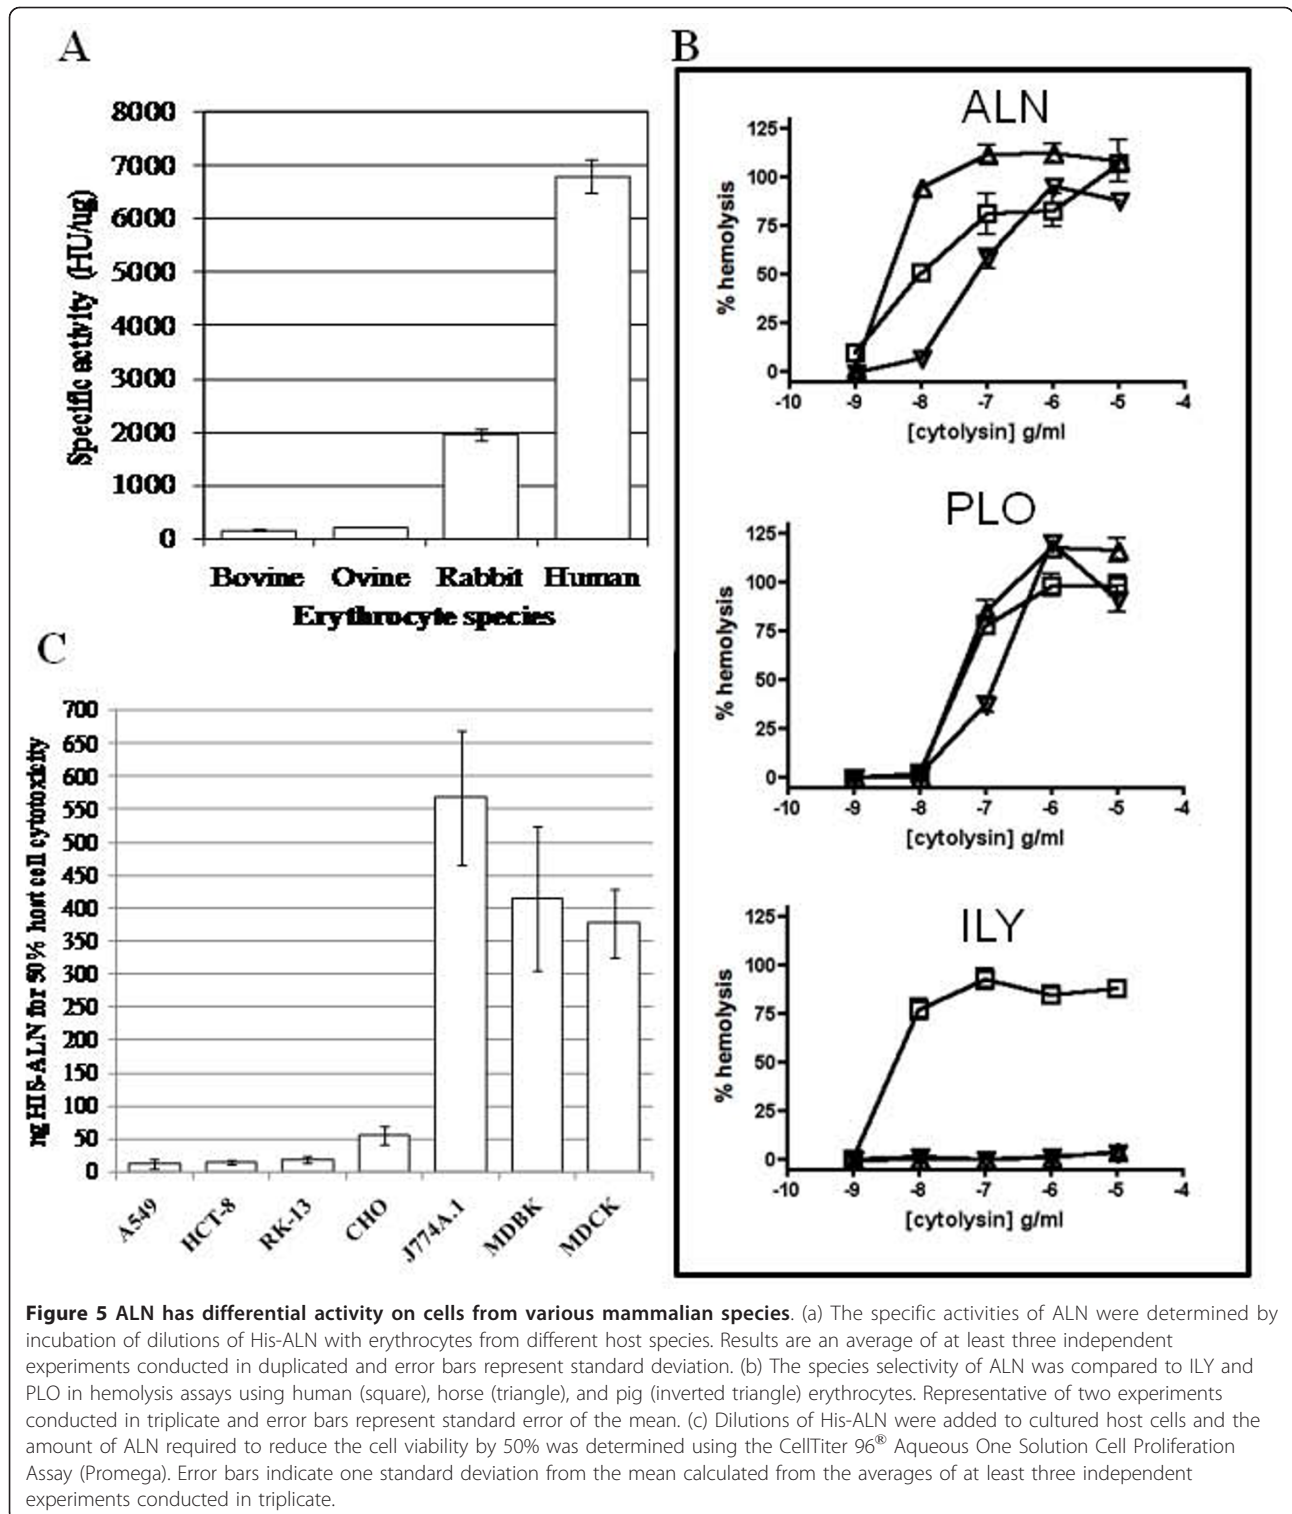 A
8000
7000
6000
5000
4000
3000
2000
1000
0
Specific activity (HU/ug)
Bovine Ovine Rabbit Human
Erythrocyte species
B
ALN
125
100
75
50
25
0
% hemolysis
-10 -9 -8 -7 -6 -5 -4
[cytolysin] g/ml
PLO
125
100
75
50
25
0
% hemolysis
-10 -9 -8 -7 -6 -5 -4
[cytolysin] g/ml
ILY
125
100
75
50
25
0
% hemolysis
-10 -9 -8 -7 -6 -5 -4
[cytolysin] g/ml
C
700
650
600
550
500
450
400
350
300
250
200
150
100
50
0
ng HIS-ALN for 50% host cell cytotoxicity
A549 HCT-8 RK-13 CHO J774A.1 MDBK MDCK
Figure 5 ALN has differential activity on cells from various mammalian species. (a) The specific activities of ALN were determined by
incubation of dilutions of His-ALN with erythrocytes from different host species. Results are an average of at least three independent
experiments conducted in duplicated and error bars represent standard deviation. (b) The species selectivity of ALN was compared to ILY and
PLO in hemolysis assays using human (square), horse (triangle), and pig (inverted triangle) erythrocytes. Representative of two experiments
conducted in triplicate and error bars represent standard error of the mean. (c) Dilutions of His-ALN were added to cultured host cells and the
amount of ALN required to reduce the cell viability by 50% was determined using the CellTiter 96® Aqueous One Solution Cell Proliferation
Assay (Promega). Error bars indicate one standard deviation from the mean calculated from the averages of at least three independent
experiments conducted in triplicate.